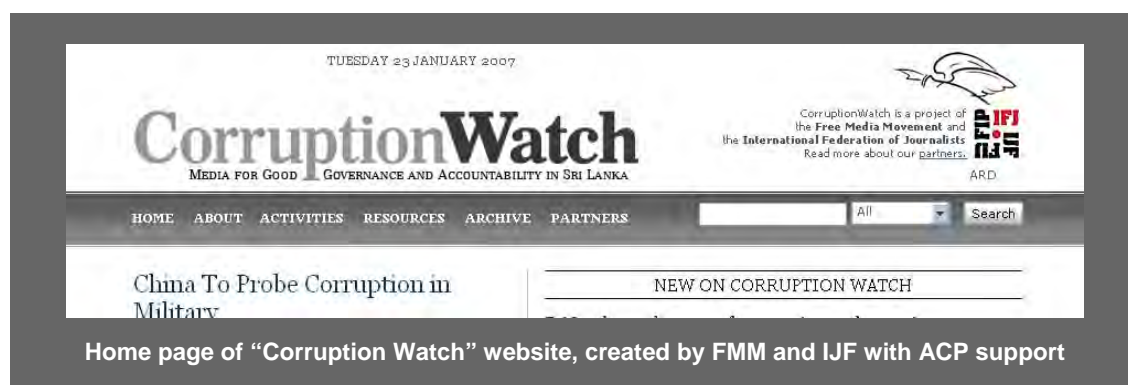 TUESDAY 23 JANUARY 2007
CorruptionWatch
MEDIA FOR GOOD GOVERNANCE AND ACCOUNTABILITY IN SRI LANKA
CorruptionWatch is a project of
the Free Media Movement and
the International Federation of Journalists
Read more about our partners.
FIP IFJ
ARD
HOME ABOUT ACTIVITIES RESOURCES ARCHIVE PARTNERS All Search
China To Probe Corruption in
Military
NEW ON CORRUPTION WATCH
Home page of “Corruption Watch” website, created by FMM and IJF with ACP support